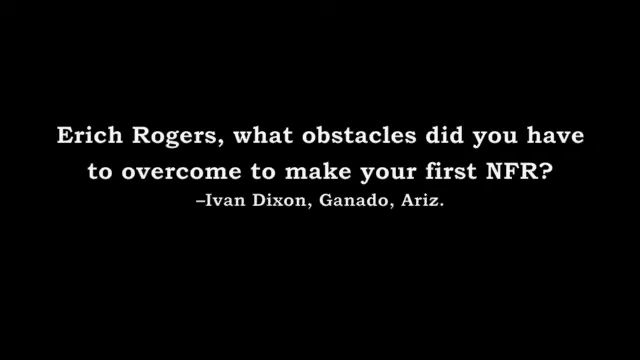 Erich Rogers, what obstacles did you have
to overcome to make your first NFR?
–Ivan Dixon, Ganado, Ariz.